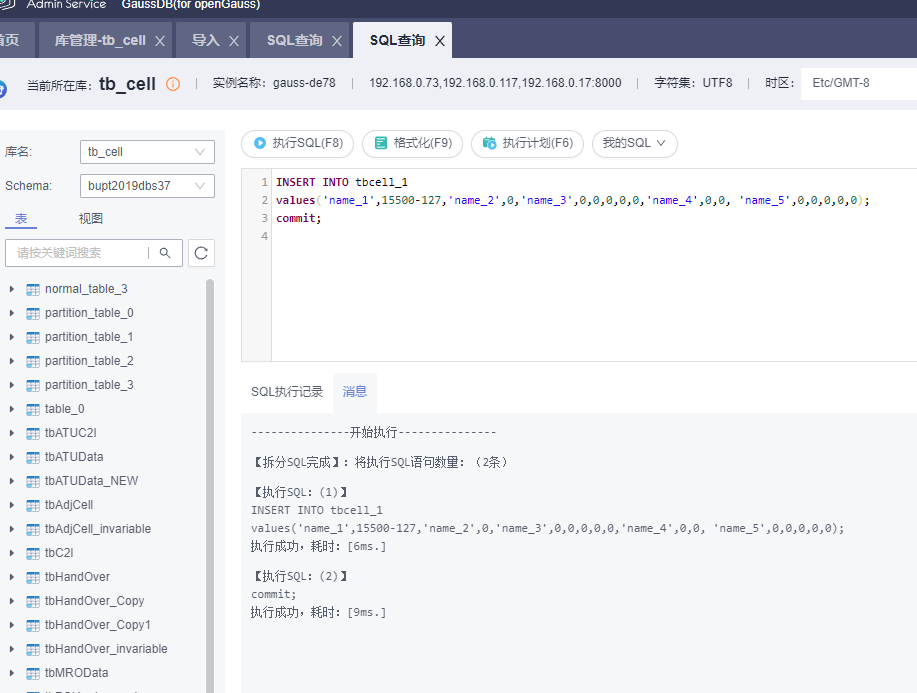 Admin Service GaussDB(for openGauss)
首页 库管理-tb_cell 导入 SQL查询 SQL查询
当前所在库: tb_cell 实例名称: gauss-de78 192.168.0.73,192.168.0.117,192.168.0.17:8000 字符集: UTF8 时区: Etc/GMT-8
库名: tb_cell
Schema: bupt2019dbs37
表 视图
请按关键词搜索
normal_table_3
partition_table_0
partition_table_1
partition_table_2
partition_table_3
table_0
tbATUC2I
tbATUData
tbATUData_NEW
tbAdjCell
tbAdjCell_invariable
tbC2I
tbHandOver
tbHandOver_Copy
tbHandOver_Copy1
tbHandOver_invariable
tbMROData
执行SQL(F8) 格式化(F9) 执行计划(F6) 我的SQL
1 INSERT INTO tbcell_1
2 values('name_1',15500-127,'name_2',0,'name_3',0,0,0,0,0,'name_4',0,0, 'name_5',0,0,0,0,0);
3 commit;
4
SQL执行记录 消息
---------------开始执行---------------
【拆分SQL完成】: 将执行SQL语句数量: (2条)
【执行SQL: (1)】
INSERT INTO tbcell_1
values('name_1',15500-127,'name_2',0,'name_3',0,0,0,0,0,'name_4',0,0, 'name_5',0,0,0,0,0);
执行成功, 耗时: [6ms.]
【执行SQL: (2)】
commit;
执行成功, 耗时: [9ms.]